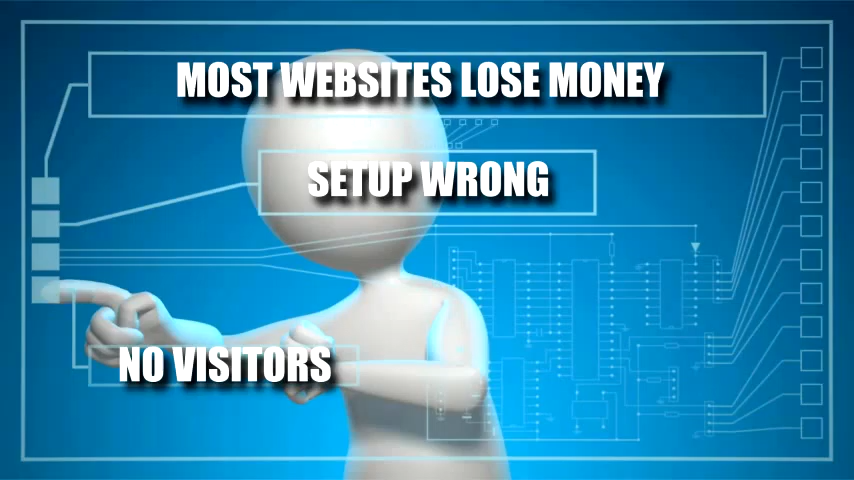 MOST WEBSITES LOSE MONEY
SETUP WRONG
NO VISITORS